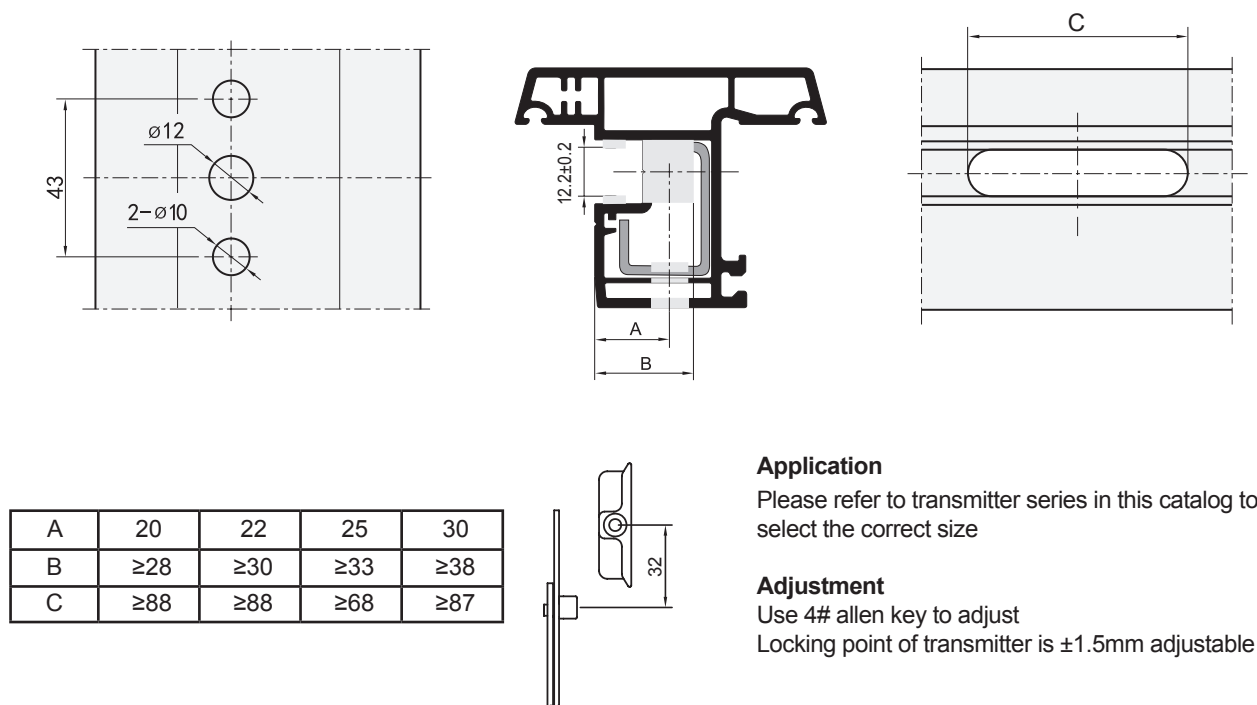 ø12
43
2-ø10
12.2±0.2
A
B
C
A 20 22 25 30
B ≥28 ≥30 ≥33 ≥38
C ≥88 ≥88 ≥68 ≥87
32
Application
Please refer to transmitter series in this catalog to
select the correct size
Adjustment
Use 4# allen key to adjust
Locking point of transmitter is ±1.5mm adjustable